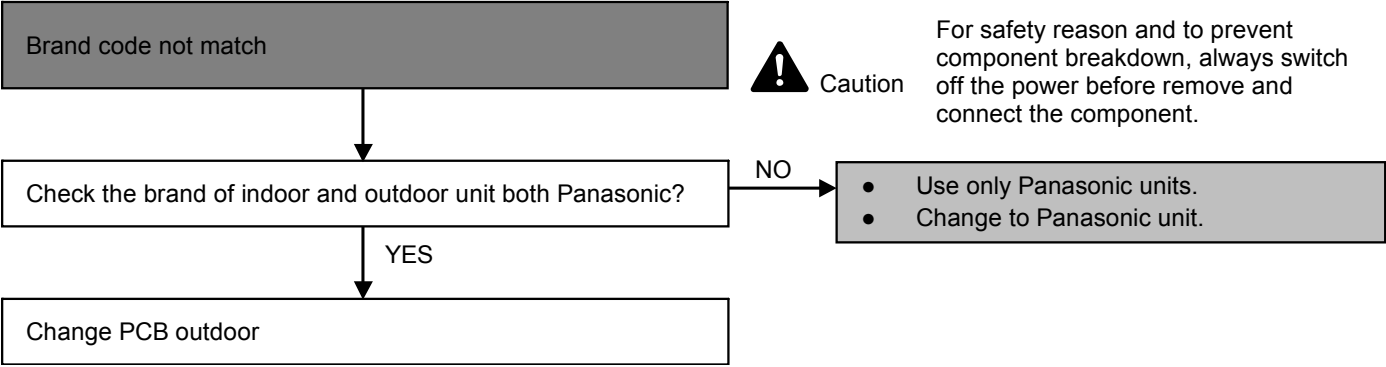 Brand code not match
Caution
For safety reason and to prevent
component breakdown, always switch
off the power before remove and
connect the component.
Check the brand of indoor and outdoor unit both Panasonic?
NO
● Use only Panasonic units.
● Change to Panasonic unit.
YES
Change PCB outdoor